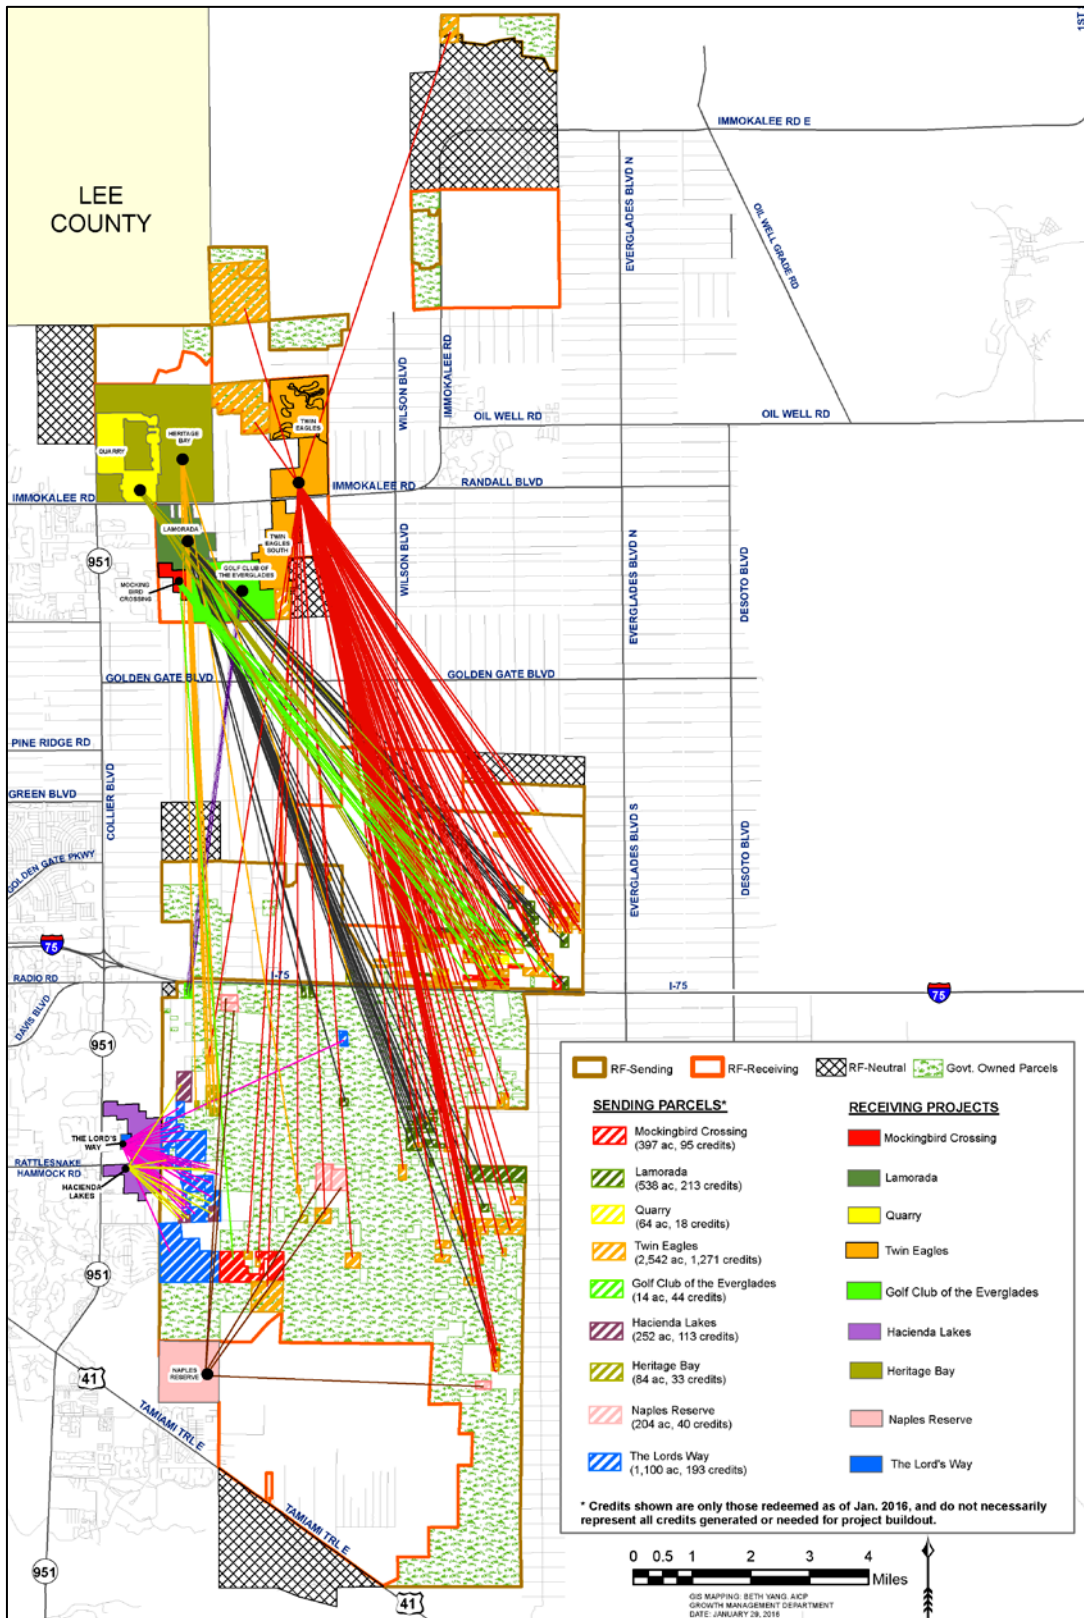 1ST
IMMOKALEE RD E
LEE
COUNTY
EVERGLADES BLVD N
OIL WELL GRADE RD
WILSON BLVD
IMMOKALEE RD
OIL WELL RD
OIL WELL RD
TWIN
EAGLES
HERITAGE
BAY
QUARRY
IMMOKALEE RD
IMMOKALEE RD
RANDALL BLVD
LAMORADA
TWIN
EAGLES
SOUTH
951
GOLF CLUB OF
THE EVERGLADES
MOCKING
BIRD
CROSSING
WILSON BLVD
EVERGLADES BLVD N
DESOTO BLVD
GOLDEN GATE BLVD
GOLDEN GATE BLVD
PINE RIDGE RD
GREEN BLVD
COLLIER BLVD
GOLDEN GATE PKWY
EVERGLADES BLVD S
DESOTO BLVD
75
RADIO RD
I-75
I-75
75
DAVIS BLVD
951
THE LORD'S
WAY
RATTLESNAKE
HAMMOCK RD
HACIENDA
LAKES
951
NAPLES
RESERVE
41
TAMIAMI TRL E
TAMIAMI TRL E
951
41
RF-Sending
RF-Receiving
RF-Neutral
Govt. Owned Parcels
SENDING PARCELS*
RECEIVING PROJECTS
Mockingbird Crossing
(397 ac, 95 credits)
Mockingbird Crossing
Lamorada
(538 ac, 213 credits)
Lamorada
Quarry
(64 ac, 18 credits)
Quarry
Twin Eagles
(2,542 ac, 1,271 credits)
Twin Eagles
Golf Club of the Everglades
(14 ac, 44 credits)
Golf Club of the Everglades
Hacienda Lakes
(252 ac, 113 credits)
Hacienda Lakes
Heritage Bay
(84 ac, 33 credits)
Heritage Bay
Naples Reserve
(204 ac, 40 credits)
Naples Reserve
The Lords Way
(1,100 ac, 193 credits)
The Lord's Way
* Credits shown are only those redeemed as of Jan. 2016, and do not necessarily
represent all credits generated or needed for project buildout.
0 0.5 1 2 3 4
Miles
GIS MAPPING: BETH YANG, AICP
GROWTH MANAGEMENT DEPARTMENT
DATE: JANUARY 29, 2016